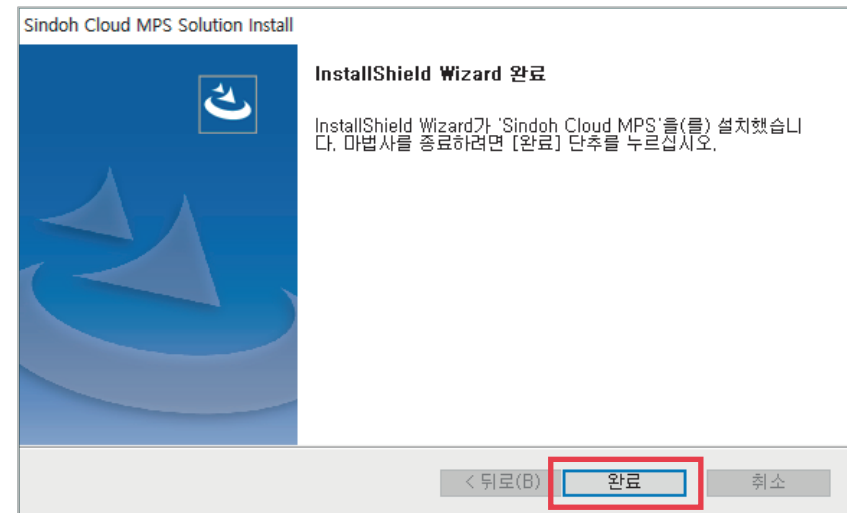 Sindoh Cloud MPS Solution Install
InstallShield Wizard 완료
InstallShield Wizard가 'Sindoh Cloud MPS'을(를) 설치했습니
다. 마법사를 종료하려면 [완료] 단추를 누르십시오.
< 뒤로(B)
완료
취소